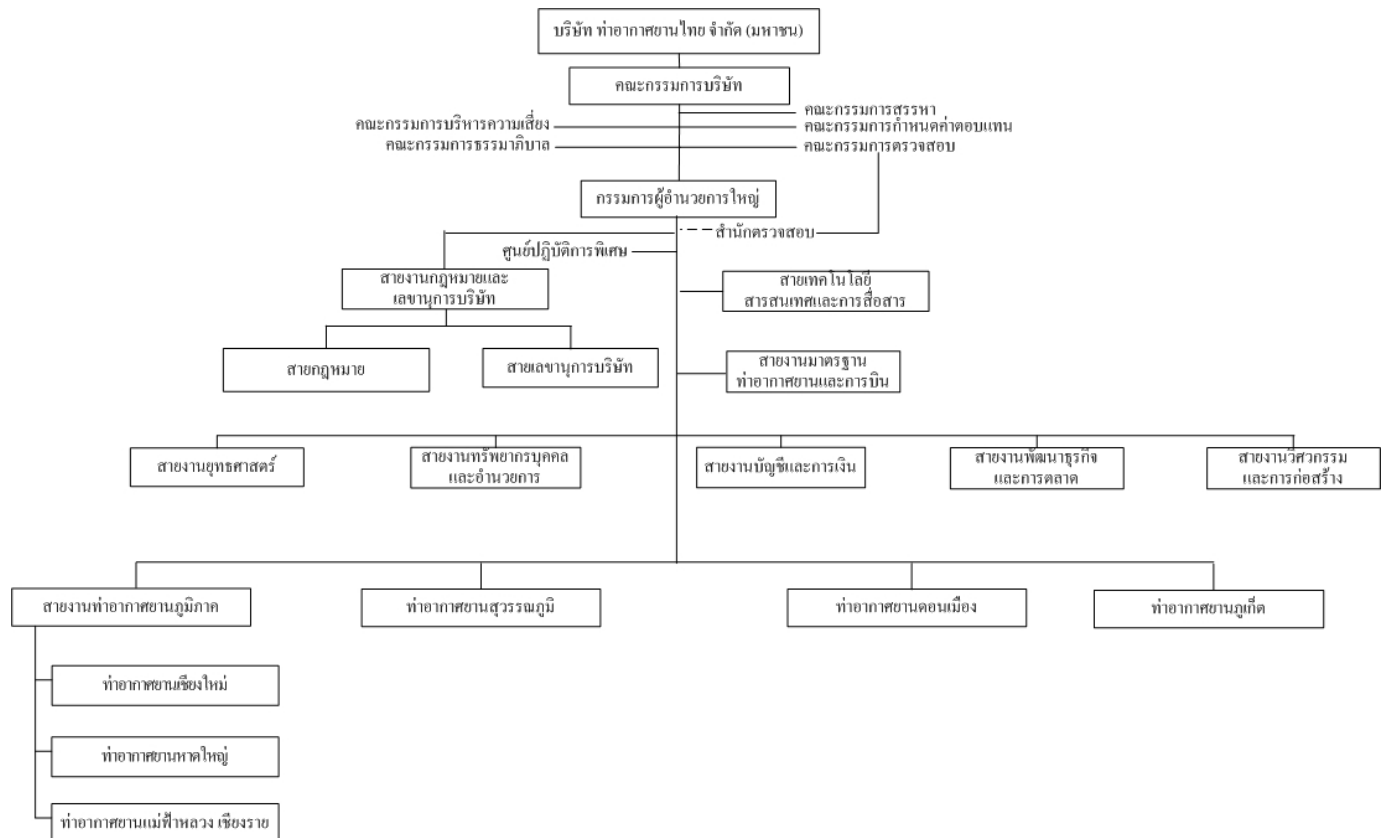 บริษัท ท่าอากาศยานไทย จำกัด (มหาชน)
คณะกรรมการบริษัท
คณะกรรมการสรรหา
คณะกรรมการบริหารความเสี่ยง
คณะกรรมการกำหนดค่าตอบแทน
คณะกรรมการธรรมาภิบาล
คณะกรรมการตรวจสอบ
กรรมการผู้อำนวยการใหญ่
สำนักตรวจสอบ
ศูนย์ปฏิบัติการพิเศษ
สายงานกฎหมายและ
เลขานุการบริษัท
สายเทคโนโลยี
สารสนเทศและการสื่อสาร
สายกฎหมาย
สายเลขานุการบริษัท
สายงานมาตรฐาน
ท่าอากาศยานและการบิน
สายงานยุทธศาสตร์
สายงานทรัพยากรบุคคล
และอำนวยการ
สายงานบัญชีและการเงิน
สายงานพัฒนาธุรกิจ
และการตลาด
สายงานวิศวกรรม
และการก่อสร้าง
สายงานท่าอากาศยานภูมิภาค
ท่าอากาศยานสุวรรณภูมิ
ท่าอากาศยานดอนเมือง
ท่าอากาศยานภูเก็ต
ท่าอากาศยานเชียงใหม่
ท่าอากาศยานหาดใหญ่
ท่าอากาศยานแม่ฟ้าหลวง เชียงราย